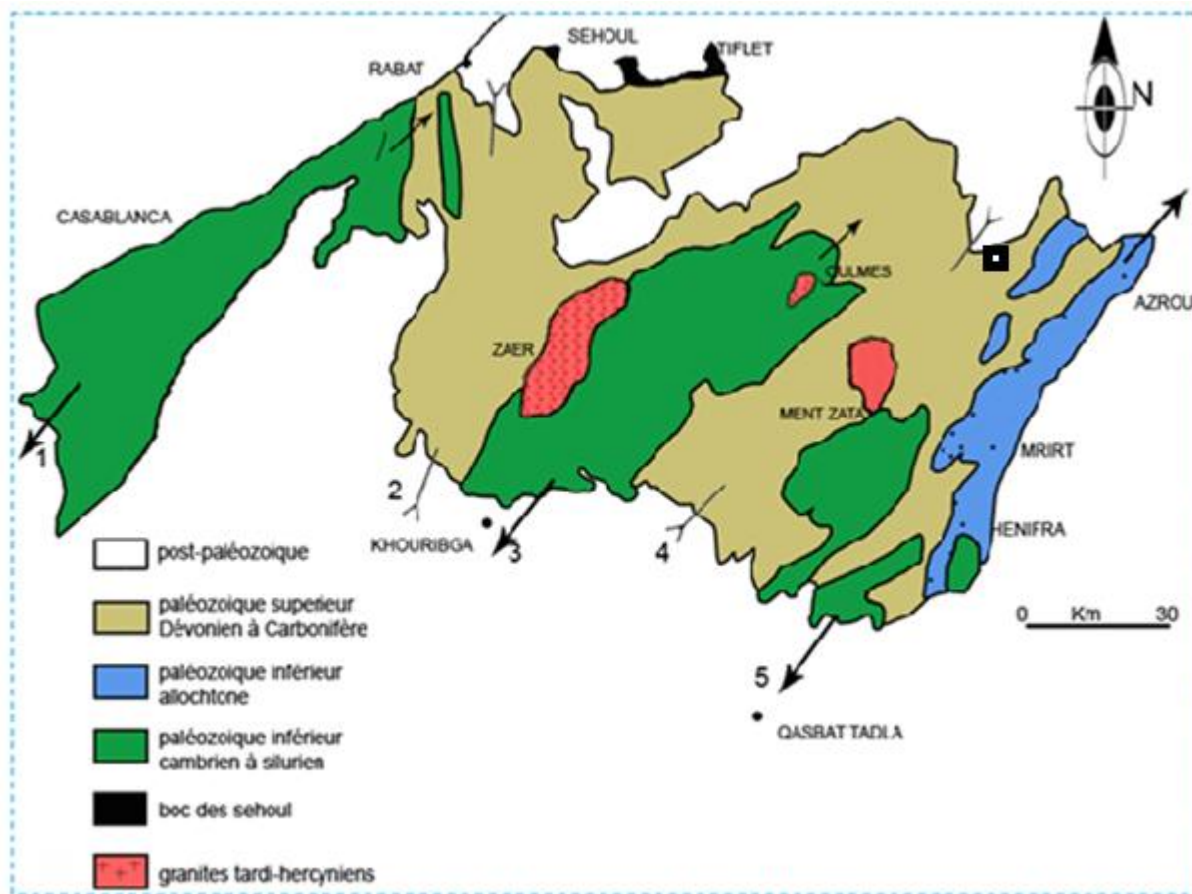 SEHOUL
TIFLET
RABAT
N
CASABLANCA
OULMES
AZROU
ZAER
MENT ZATA
1
MRIRT
2
HENIFRA
KHOURIBGA
3
4
post-paléozoique
0 Km 30
paléozoique superieur
Dévonien à Carbonifère
paléozoique inférieur
allochtone
5
QASBAT TADLA
paléozoique inférieur
cambrien à silurien
boc des sehoul
granites tardi-hercyniens